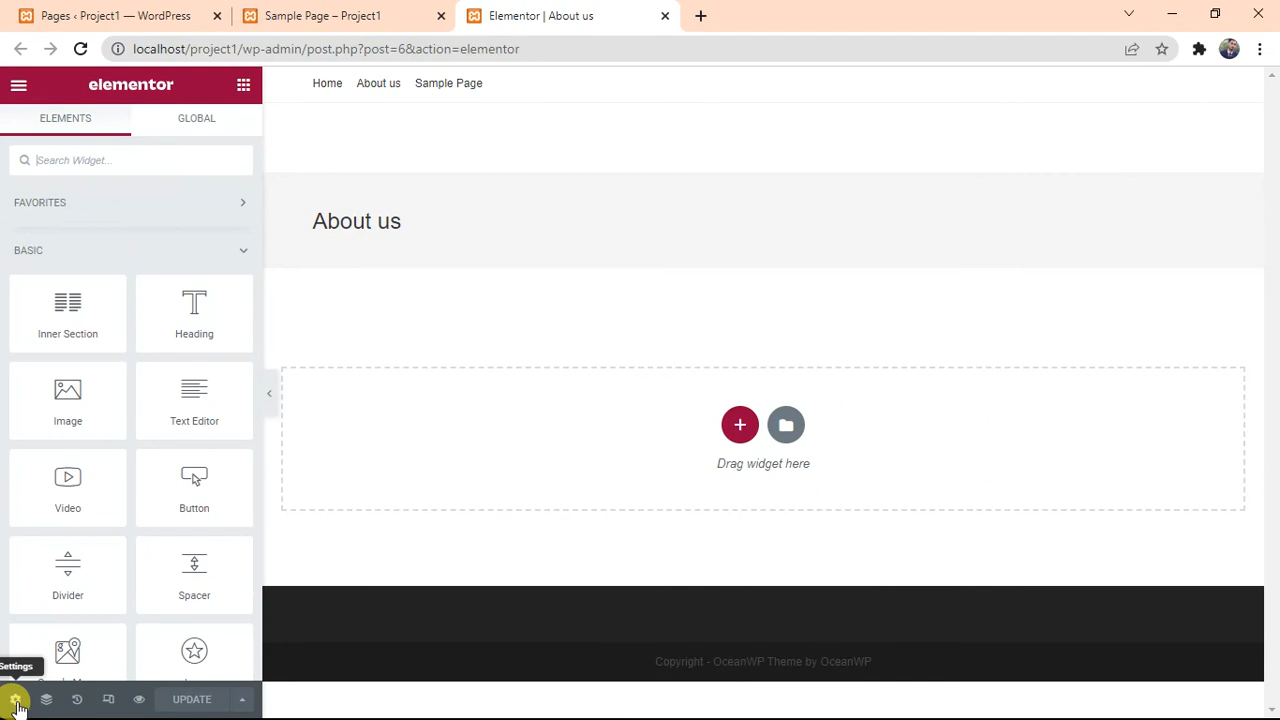 Pages ‹ Project1 — WordPress
Sample Page – Project1
Elementor | About us
localhost/project1/wp-admin/post.php?post=6&action=elementor
elementor
Home About us Sample Page
ELEMENTS GLOBAL
Search Widget...
FAVORITES
About us
BASIC
Inner Section Heading
Image Text Editor
Drag widget here
Video Button
Divider Spacer
Settings
Copyright - OceanWP Theme by OceanWP
UPDATE